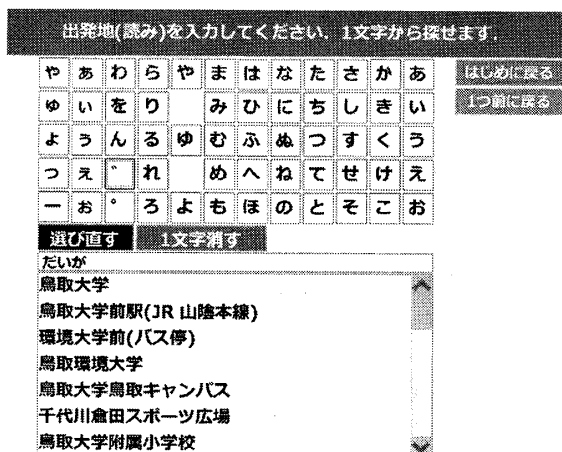 出発地(読み)を入力してください. 1文字から探せます.
や あ わ ら や ま は な た さ か あ はじめに戻る
ゆ い を り み ひ に ち し き い 1つ前に戻る
よ う ん る ゆ む ふ ぬ つ す く う
っ え ゛ れ め へ ね て せ け え
ー お ゜ ろ よ も ほ の と そ こ お
選び直す 1文字消す
だいが
鳥取大学
鳥取大学前駅(JR 山陰本線)
環境大学前(バス停)
鳥取環境大学
鳥取大学鳥取キャンパス
千代川倉田スポーツ広場
鳥取大学附属小学校